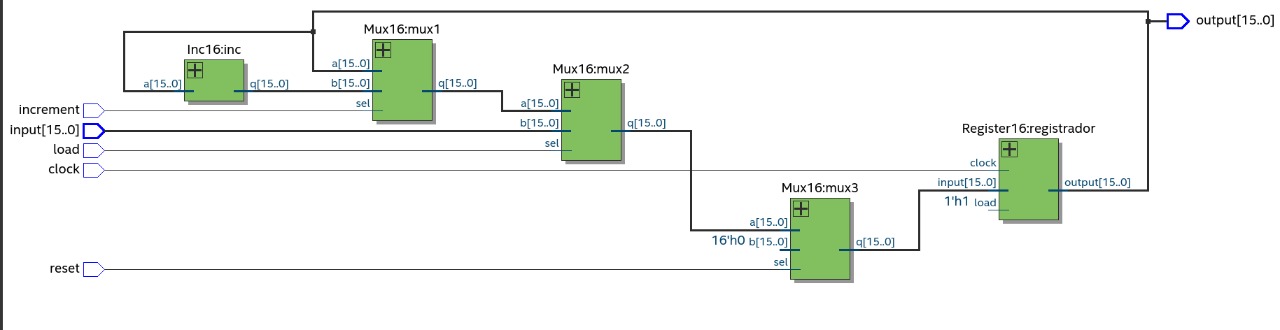 output[15..0]
Mux16:mux1
Inc16:inc
a[15..0]
Mux16:mux2
a[15..0] q[15..0] b[15..0] q[15..0]
a[15..0]
increment sel
input[15..0] b[15..0] q[15..0]
Register16:registrador
load sel
clock clock
input[15..0] output[15..0]
Mux16:mux3
1'h1 load
a[15..0]
16'h0 b[15..0] q[15..0]
reset sel